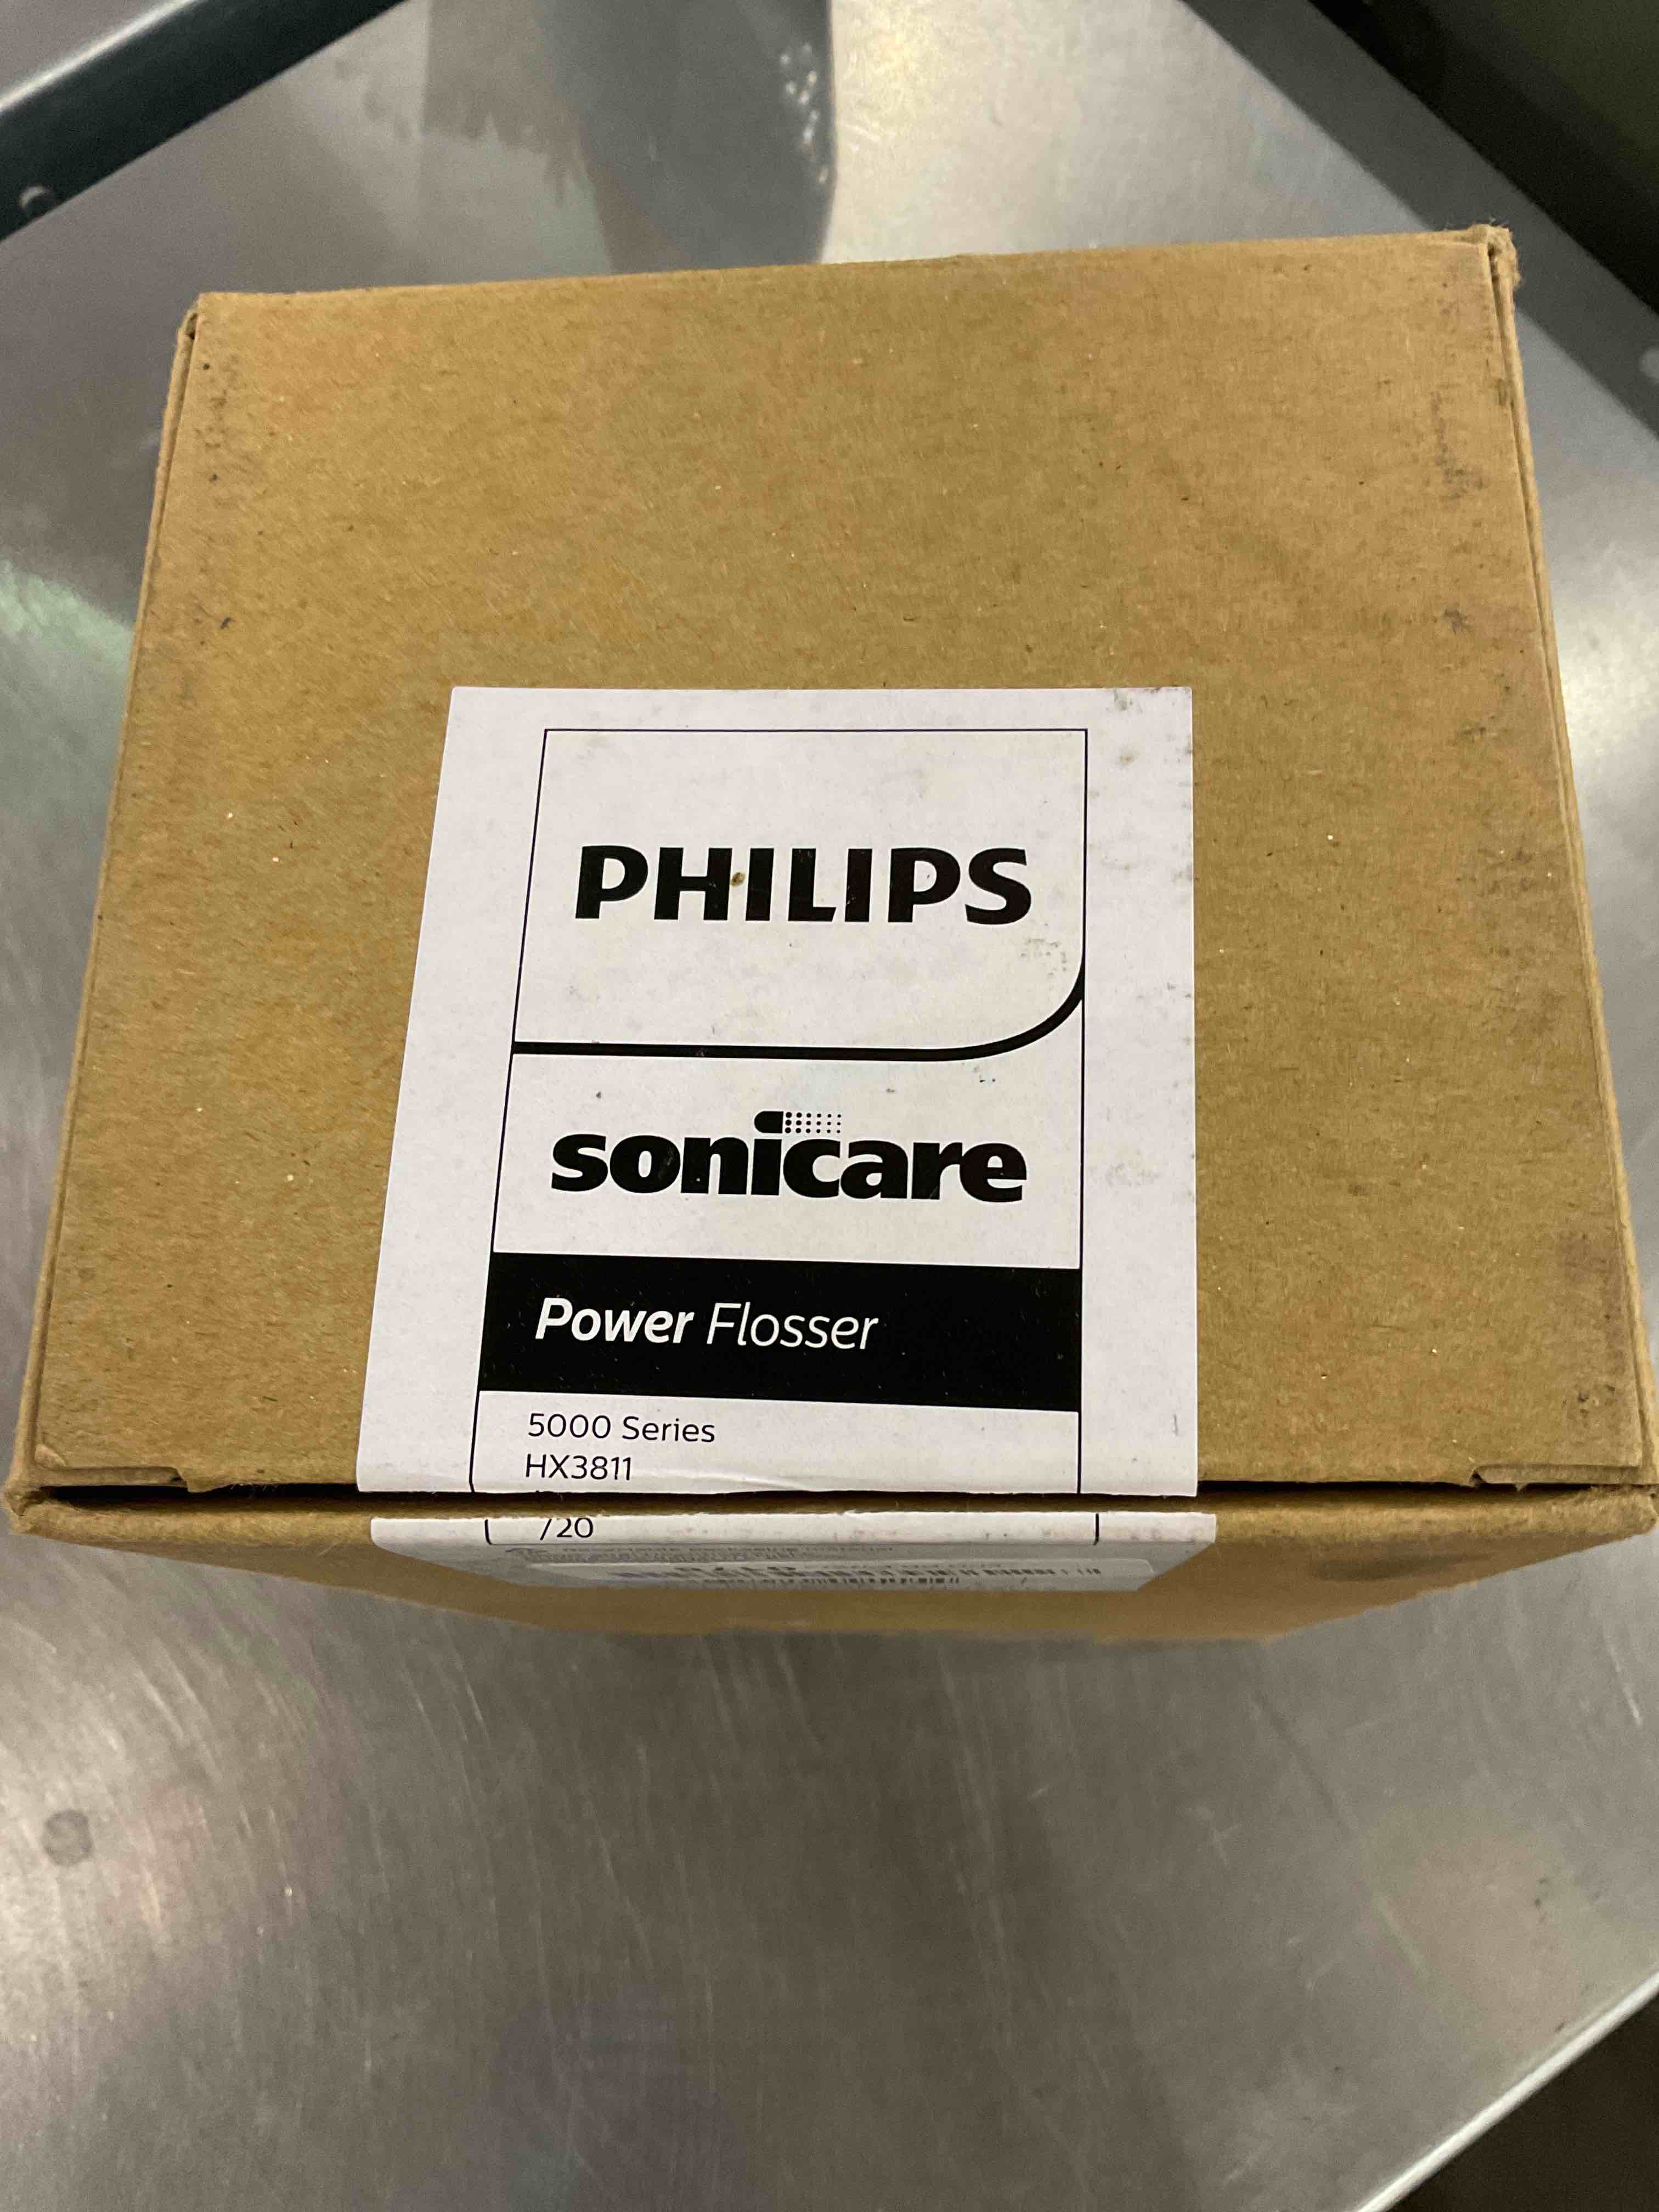 PHILIPS
sonicare
Power Flosser
5000 Series
HX3811
/20